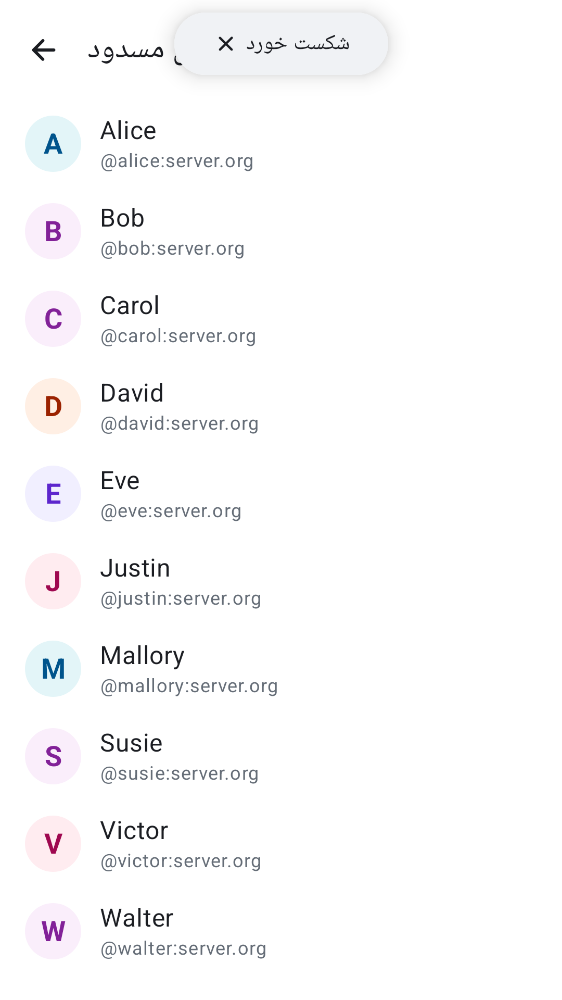 شکست خورد
مسدود
A
Alice
@alice:server.org
B
Bob
@bob:server.org
C
Carol
@carol:server.org
D
David
@david:server.org
E
Eve
@eve:server.org
J
Justin
@justin:server.org
M
Mallory
@mallory:server.org
S
Susie
@susie:server.org
V
Victor
@victor:server.org
W
Walter
@walter:server.org